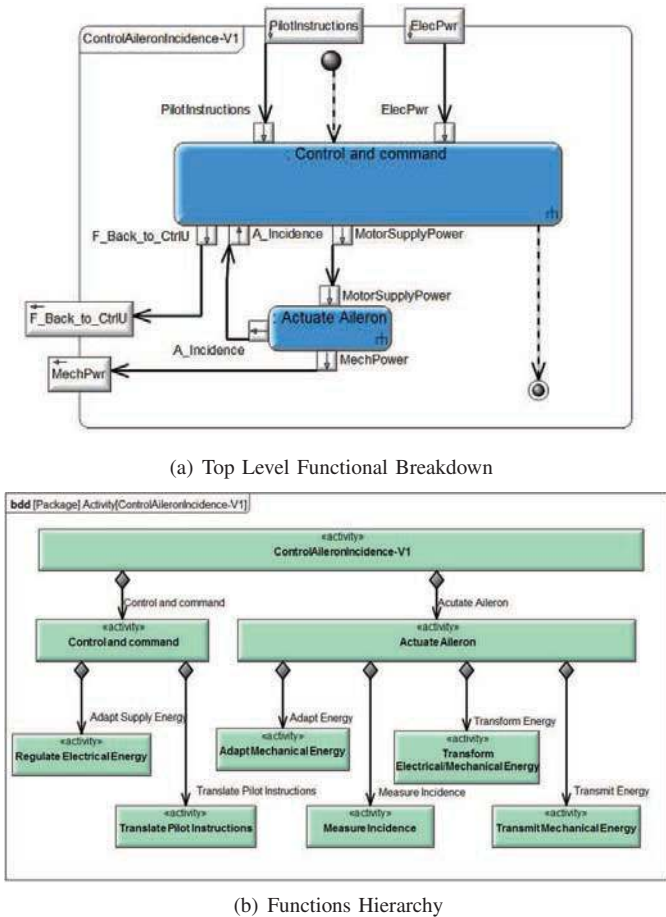 PilotInstructions
ElecPwr
ControlAileronIncidence-V1
PilotInstructions
ElecPwr
: Control and command
rh
F_Back_to_CtrlU
A_Incidence
MotorSupplyPower
MotorSupplyPower
F_Back_to_CtrlU
: Actuate Aileron
rh
A_Incidence
MechPower
MechPwr
(a) Top Level Functional Breakdown
bdd [Package] Activity[ControlAileronIncidence-V1]
«activity»
ControlAileronIncidence-V1
Control and command
Acutate Aileron
«activity»
Control and command
«activity»
Actuate Aileron
Adapt Supply Energy
Adapt Energy
Transform Energy
«activity»
Regulate Electrical Energy
«activity»
Adapt Mechanical Energy
«activity»
Transform
Electrical/Mechanical Energy
Translate Pilot Instructions
Measure Incidence
Transmit Energy
«activity»
Translate Pilot Instructions
«activity»
Measure Incidence
«activity»
Transmit Mechanical Energy
(b) Functions Hierarchy